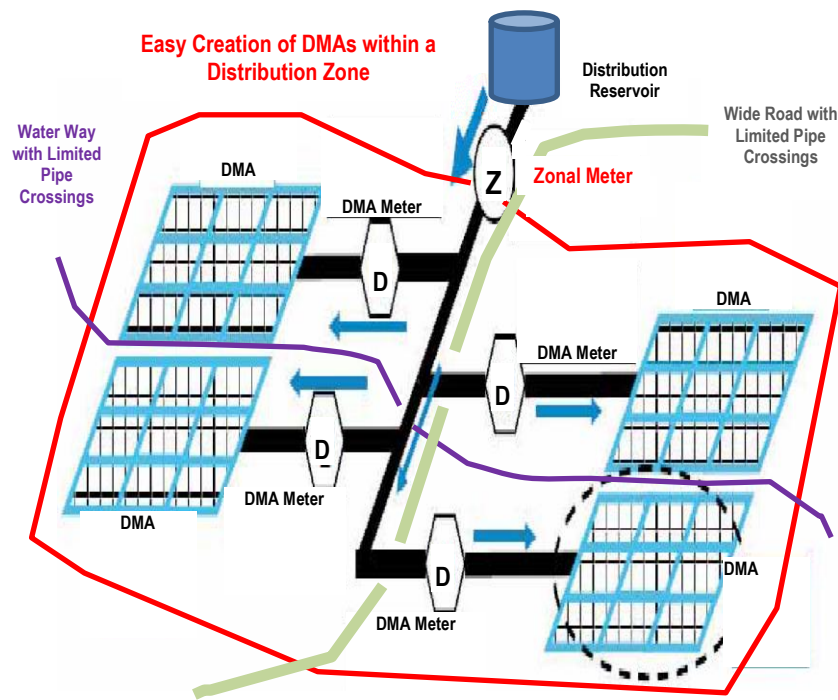 Easy Creation of DMAs within a
Distribution Zone
Distribution
Reservoir
Wide Road with
Limited Pipe
Crossings
Water Way
with Limited
Pipe
Crossings
DMA
DMA Meter
Z
Zonal Meter
D
DMA
DMA Meter
D
D
DMA Meter
DMA
D
DMA
DMA Meter